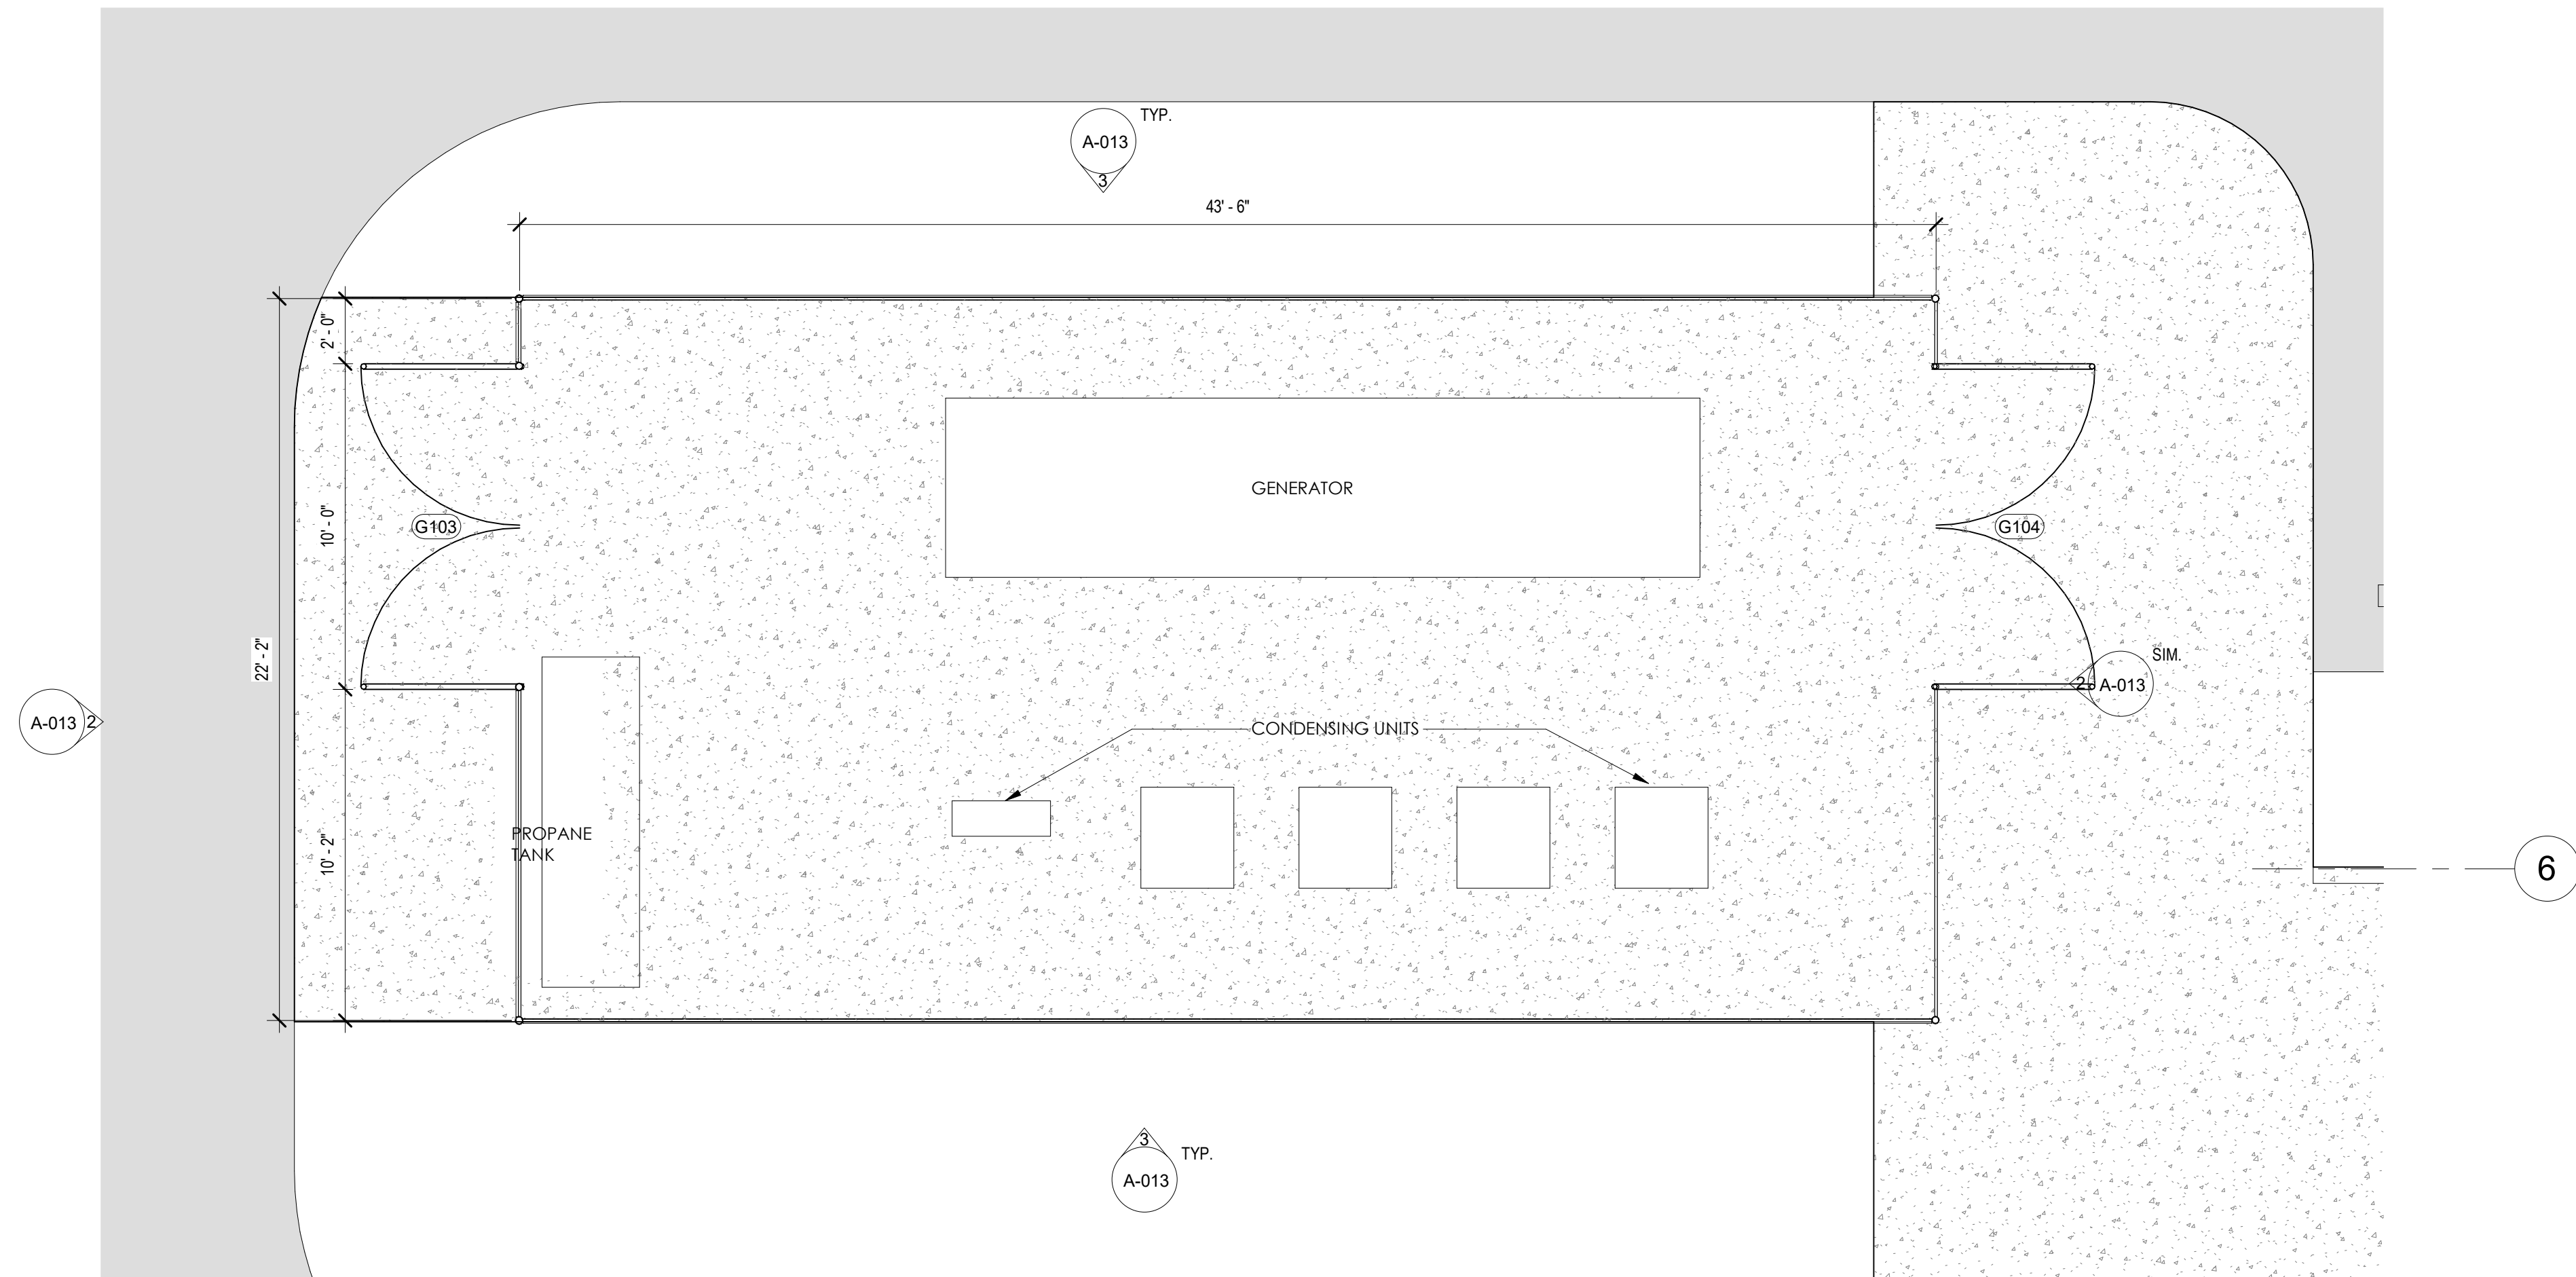 TYP.
A-013
3
43' - 6"
2' - 0"
GENERATOR
10' - 0"
G103
G104
22' - 2"
SIM.
2
A-013
A-013
2
CONDENSING UNITS
PROPANE
TANK
10' - 2"
6
3
TYP.
A-013